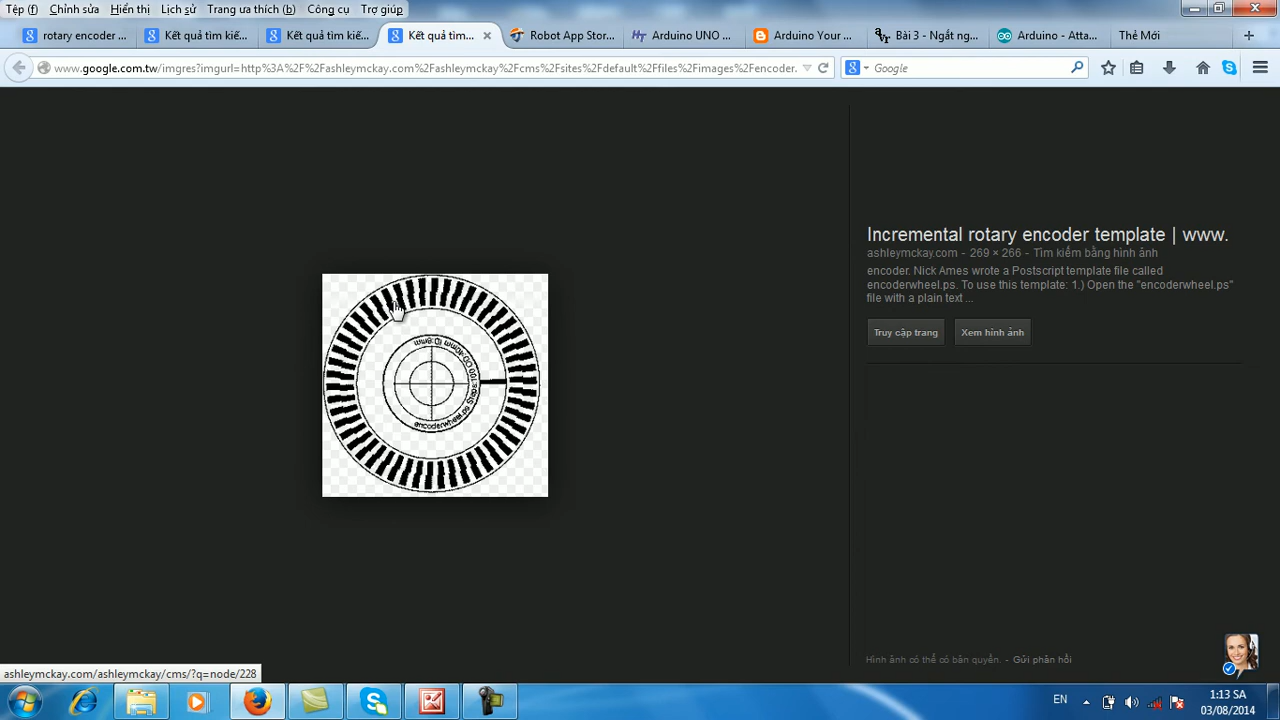 Tệp (f) Chỉnh sửa Hiển thị Lịch sử Trang ưa thích (b) Công cụ Trợ giúp
rotary encoder ... Kết quả tìm kiế... Kết quả tìm kiế... Kết quả tìm... Robot App Stor... Arduino UNO ... Arduino Your ... Bài 3 - Ngắt ng... Arduino - Atta... Thẻ Mới
www.google.com.tw/imgres?imgurl=http%3A%2F%2Fashleymckay.com%2Fashleymckay%2Fcms%2Fsites%2Fdefault%2Ffiles%2Fimages%2Fencoder. Google
Incremental rotary encoder template | www.
ashleymckay.com - 269 × 266 - Tìm kiếm bằng hình ảnh
encoder. Nick Ames wrote a Postscript template file called
encoderwheel.ps. To use this template: 1.) Open the "encoderwheel.ps"
file with a plain text ...
Truy cập trang Xem hình ảnh
encoderwheel.ps Steps:100 OD:40mm ID:8mm
Hình ảnh có thể có bản quyền. - Gửi phản hồi
ashleymckay.com/ashleymckay/cms/?q=node/228
EN
1:13 SA
03/08/2014